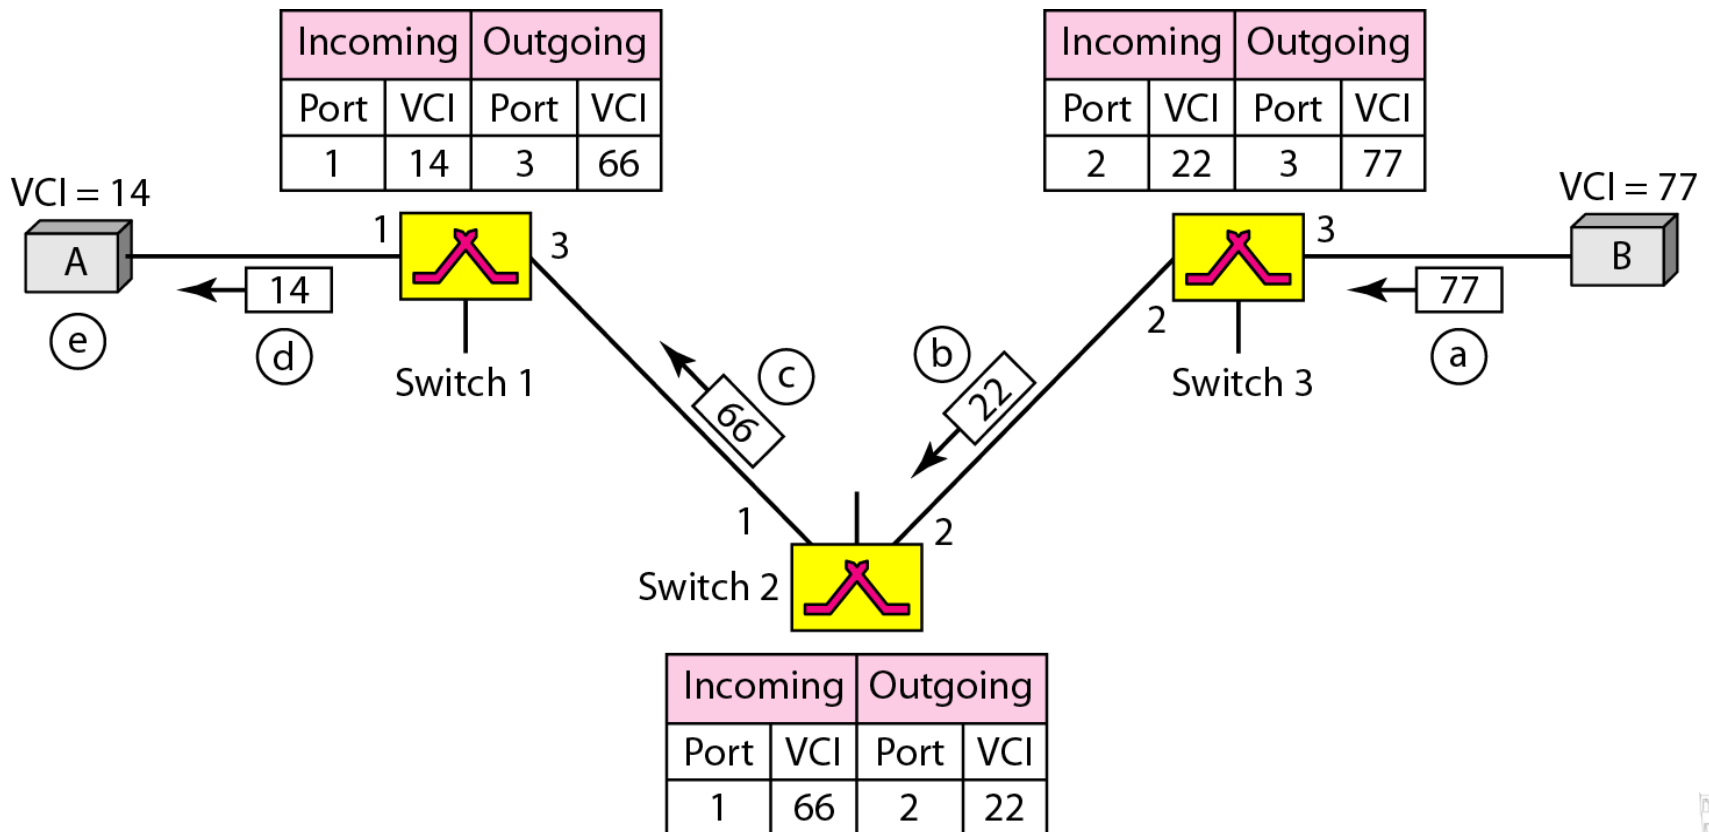 Incoming Outgoing
Port VCI Port VCI
1 14 3 66
Incoming Outgoing
Port VCI Port VCI
2 22 3 77
VCI = 14
VCI = 77
A
1
3
3
B
14
77
e
d
Switch 1
c
66
b
22
2
Switch 3
a
1
2
Switch 2
Incoming Outgoing
Port VCI Port VCI
1 66 2 22